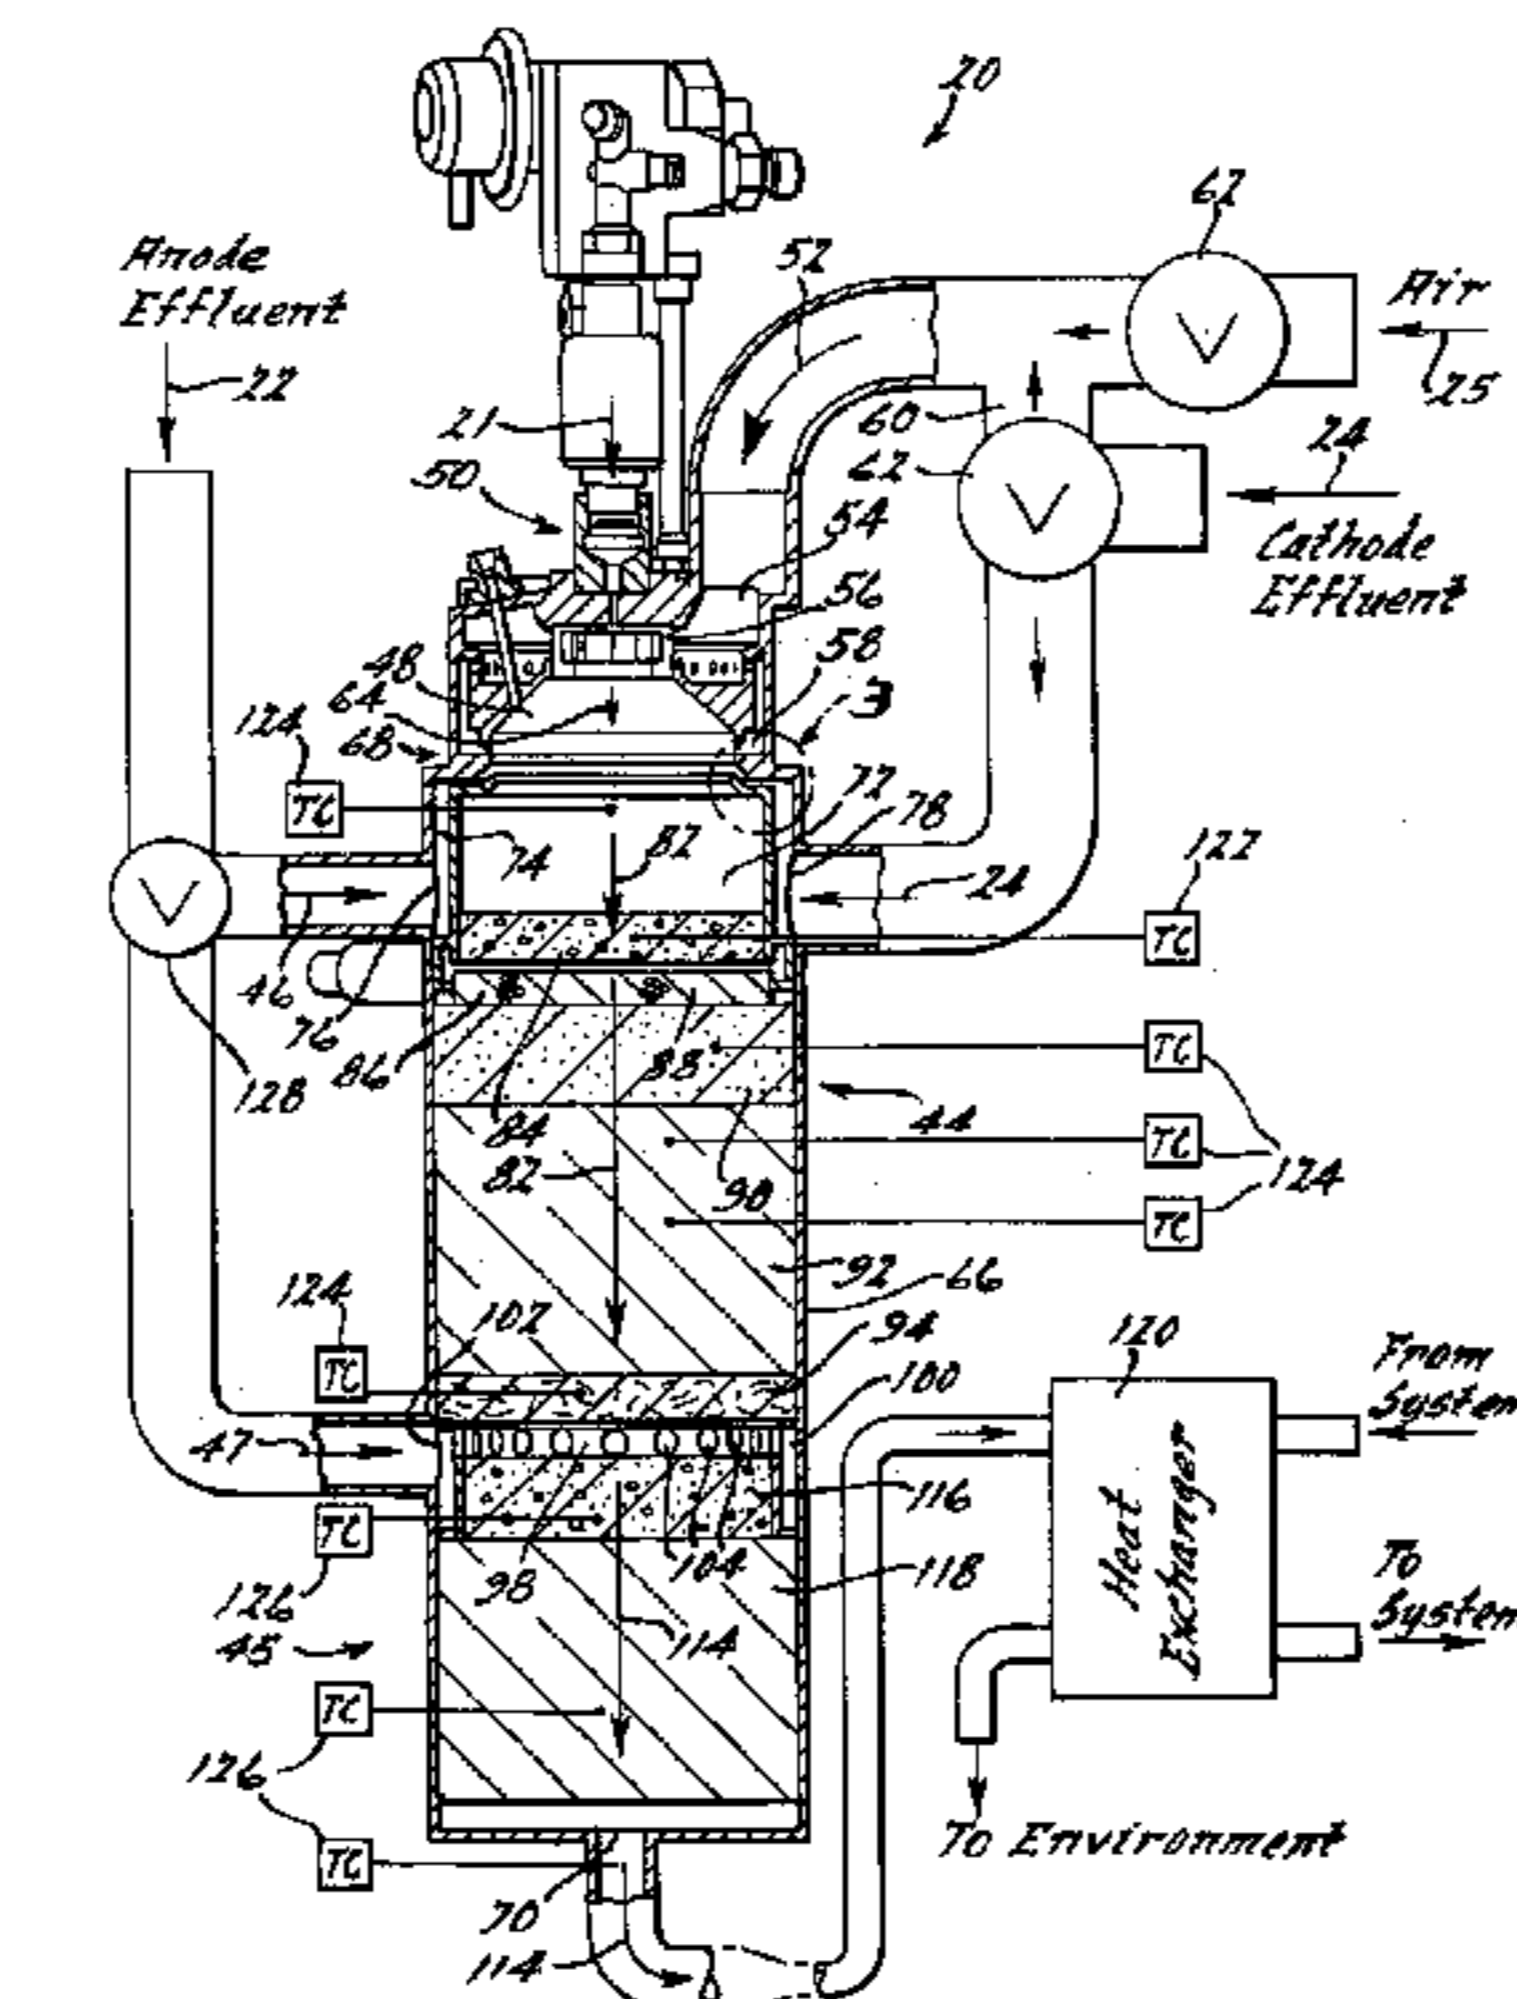 20
62
Anode
Effluent
52
Air
22
25
21
60
24
50
62
54
Cathode
Effluent
56
48
58
64
3
124
68
72
TC
78
74
82
122
24
TC
46
76
86
88
TC
128
84
44
TC
82
90
124
TC
92
66
124
102
94
120
From
System
TC
100
47
116
Heat
Exchanger
TC
98
104
118
To
System
126
45
114
TC
126
To Environment
TC
70
114